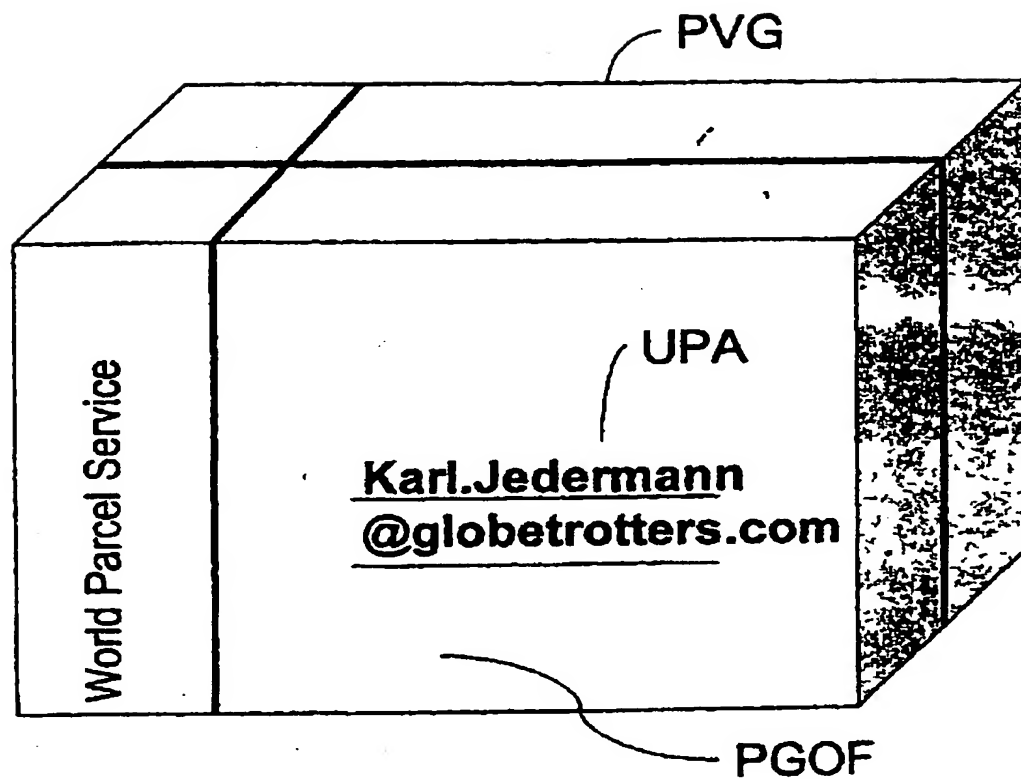 PVG
UPA
World Parcel Service
Karl.Jedermann
@globetrotters.com
PGOF